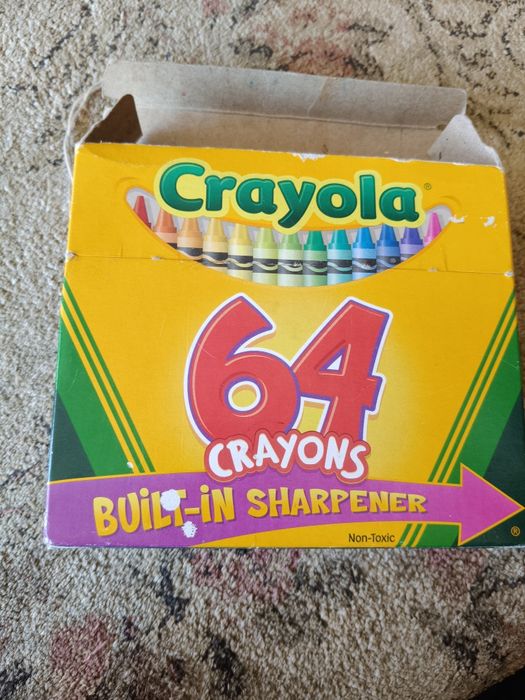 Crayola®
64
CRAYONS
BUILT-IN SHARPENER
Non-Toxic
®